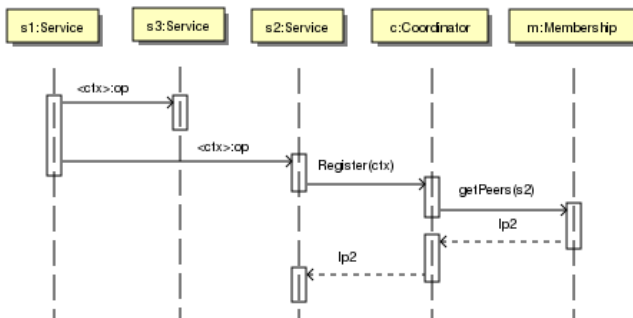 s1:Service
s3:Service
s2:Service
c:Coordinator
m:Membership
<ctx>:op
<ctx>:op
Register(ctx)
getPeers(s2)
lp2
lp2